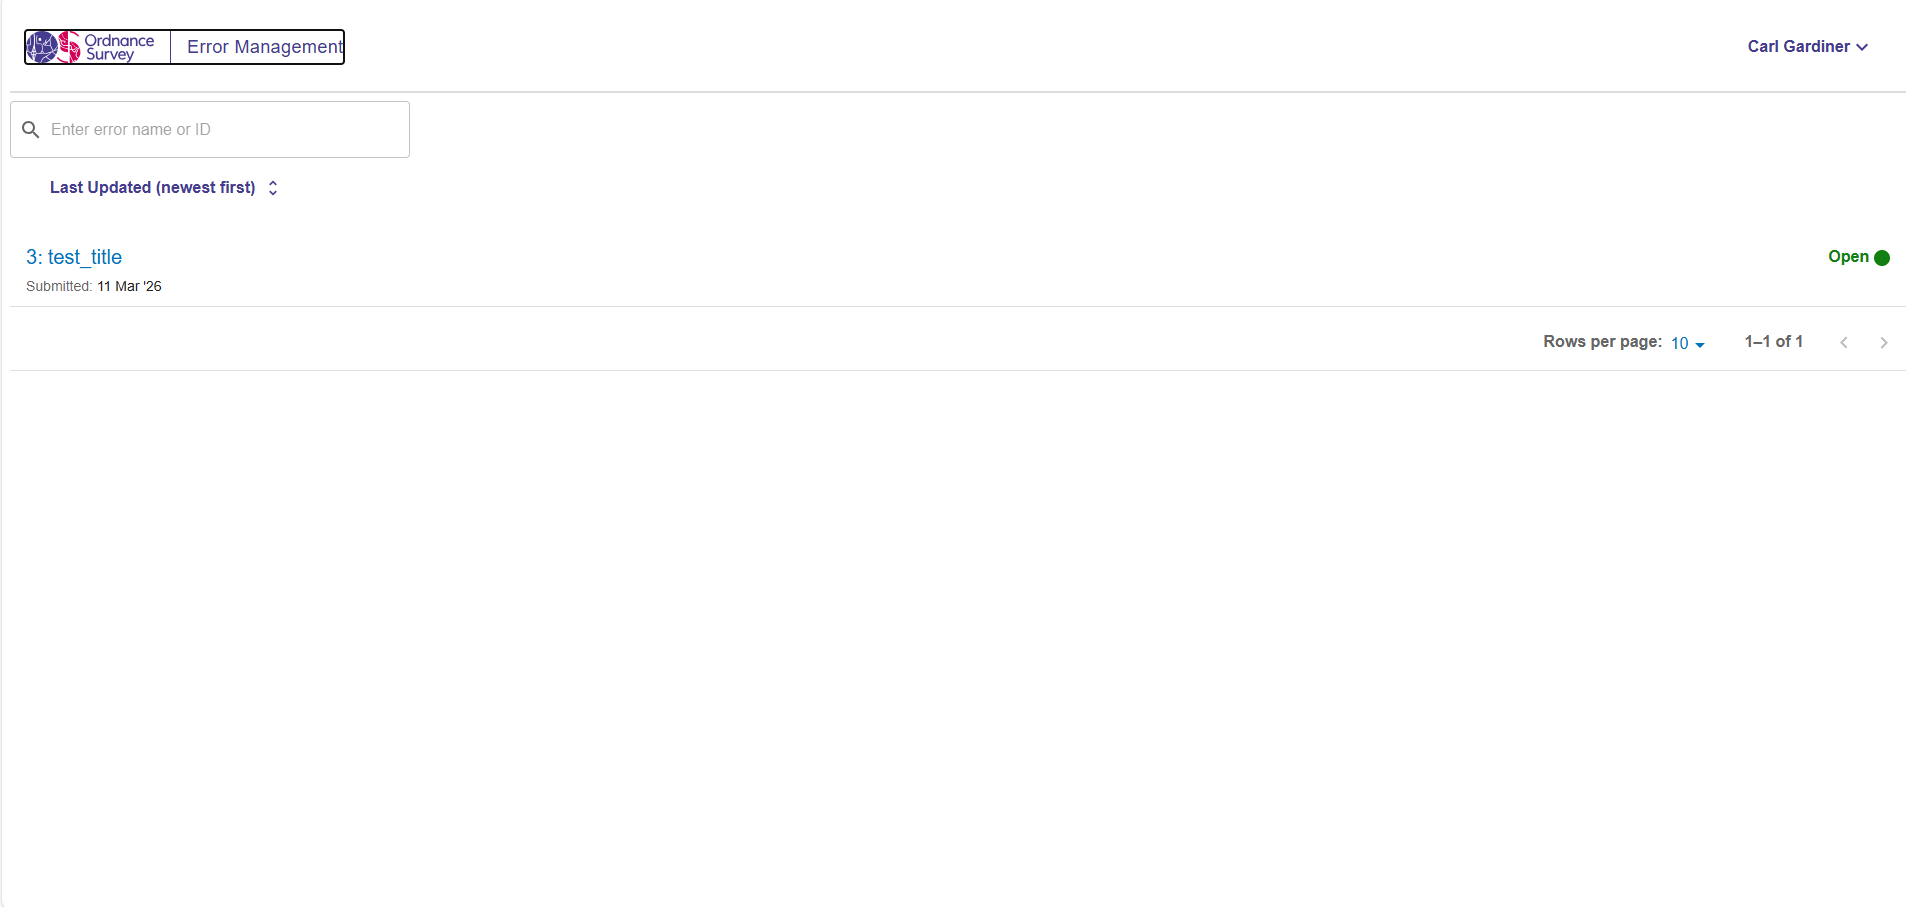 Ordnance Survey
Error Management
Carl Gardiner
Enter error name or ID
Last Updated (newest first)
3: test_title
Open
Submitted: 11 Mar '26
Rows per page: 10
1–1 of 1